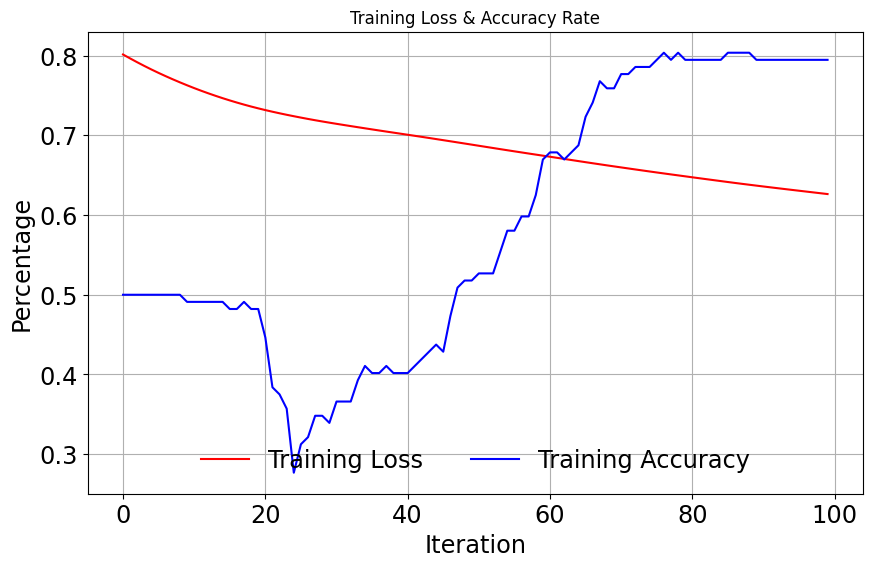 Training Loss & Accuracy Rate
0.8
0.7
0.6
0.5
0.4
0.3
Percentage
Training Loss
Training Accuracy
0 20 40 60 80 100
Iteration